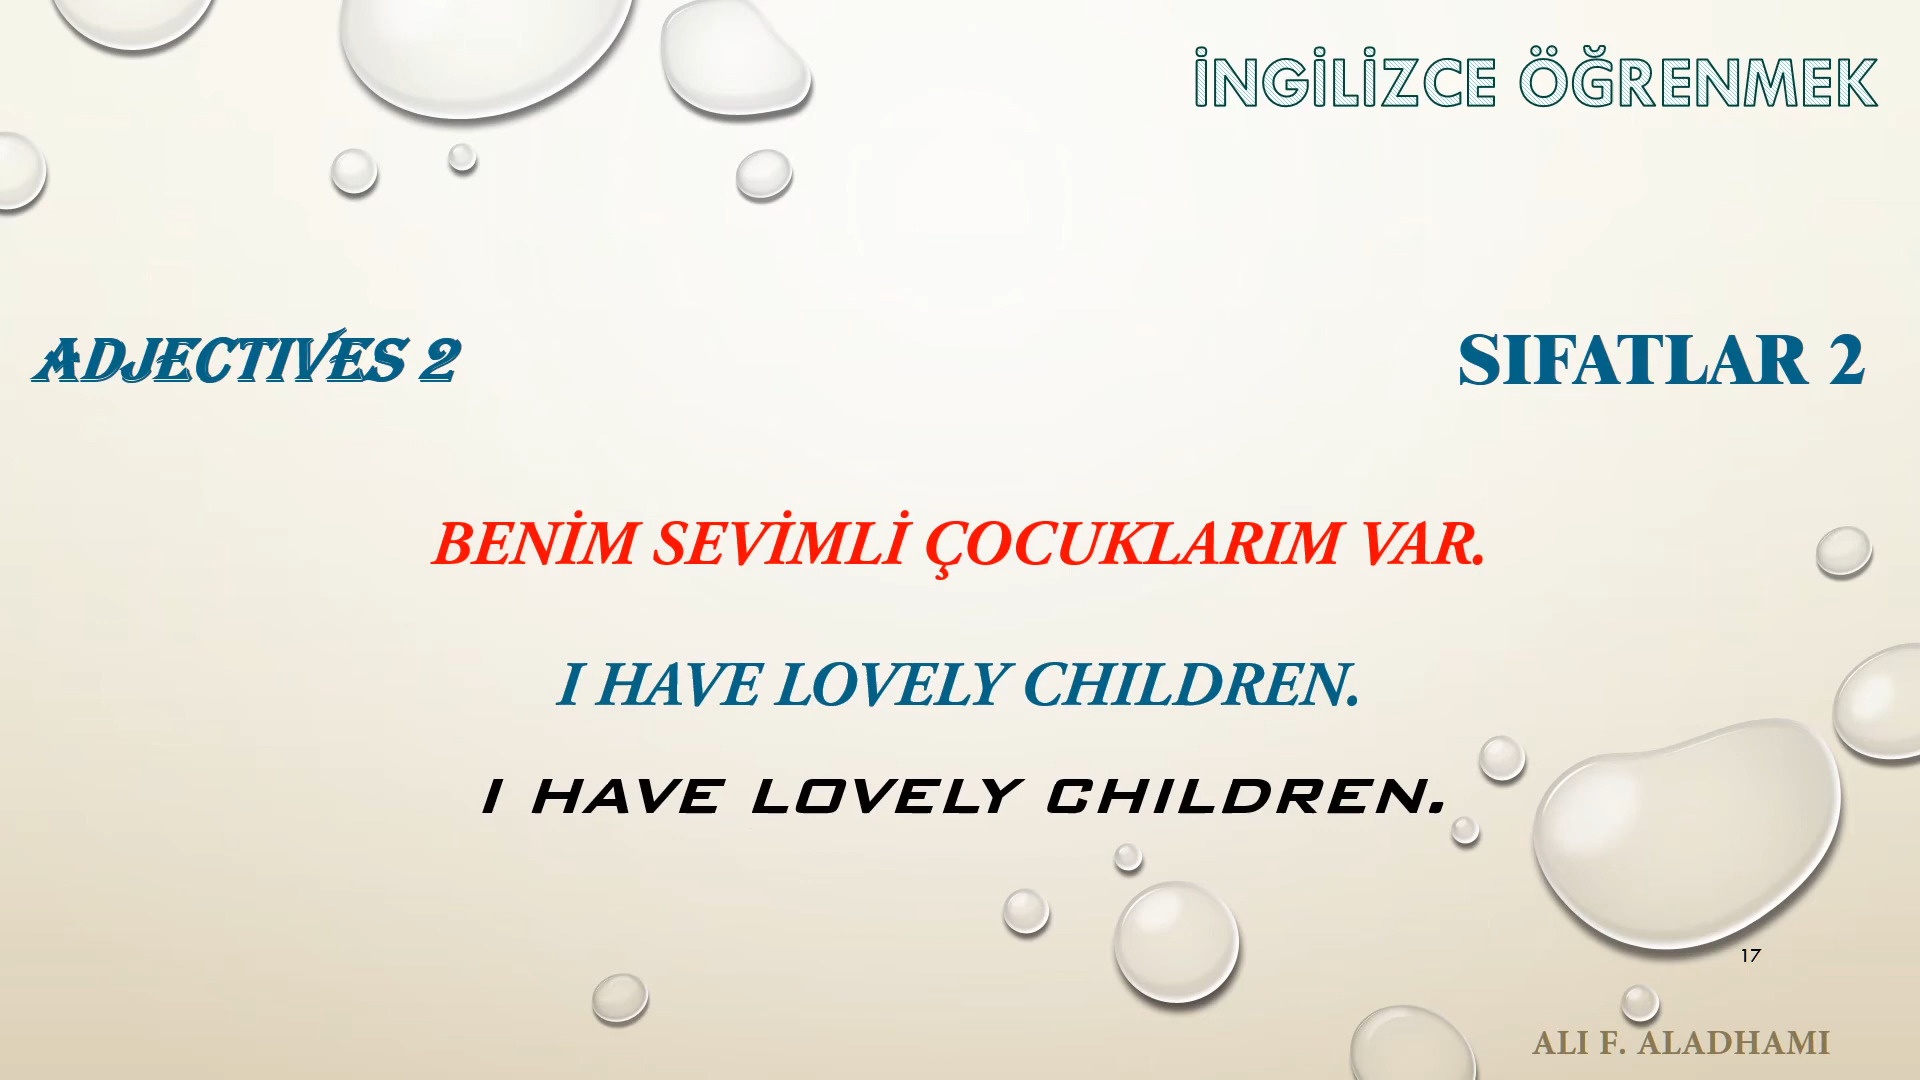 İNGİLİZCE ÖĞRENMEK
ADJECTIVES 2
SIFATLAR 2
BENİM SEVİMLİ ÇOCUKLARIM VAR.
I HAVE LOVELY CHILDREN.
I HAVE LOVELY CHILDREN.
17
ALI F. ALADHAMI